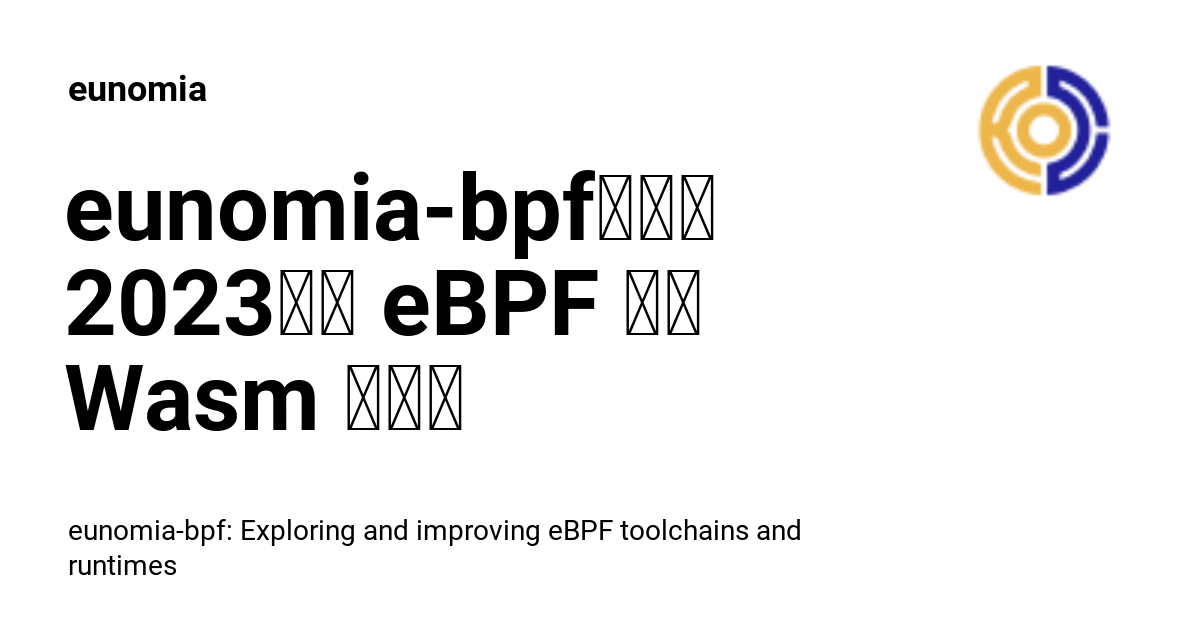 eunomia
eunomia-bpf
2023 eBPF
Wasm
eunomia-bpf: Exploring and improving eBPF toolchains and
runtimes